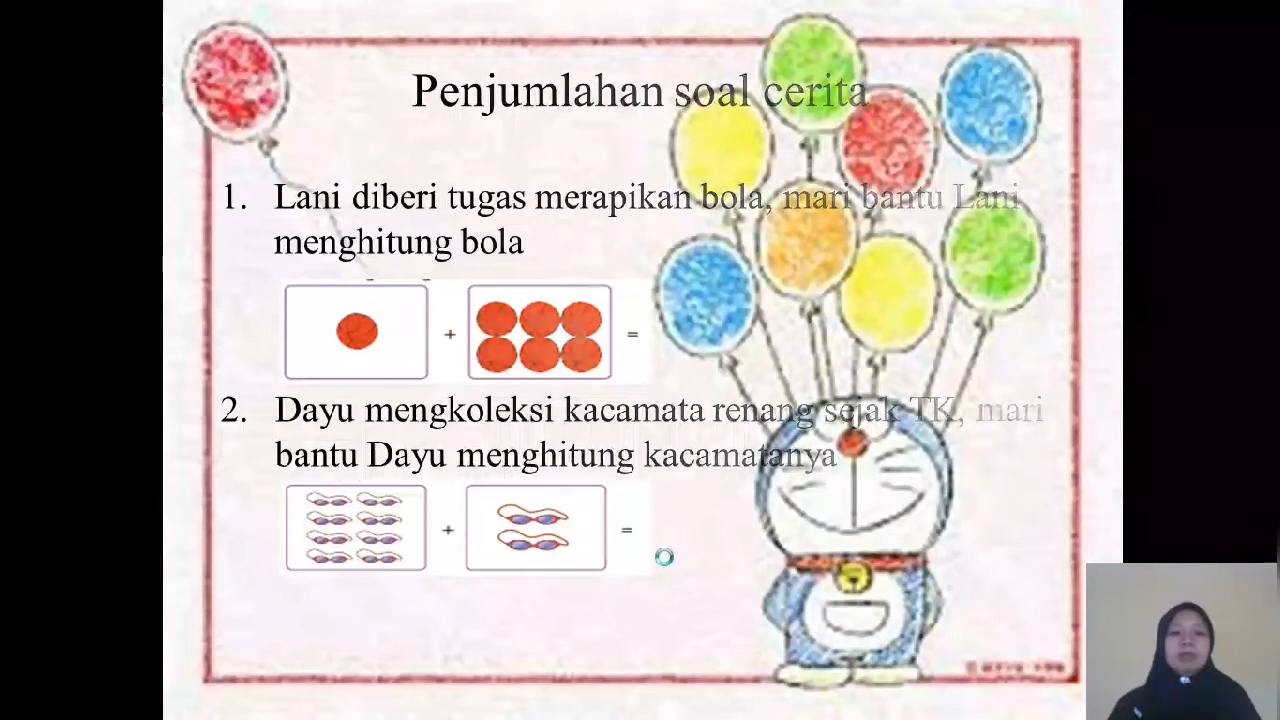 Penjumlahan soal cerita
1. Lani diberi tugas merapikan bola, mari bantu Lani
menghitung bola
+ =
2. Dayu mengkoleksi kacamata renang sejak TK, mari
bantu Dayu menghitung kacamatanya
+ =